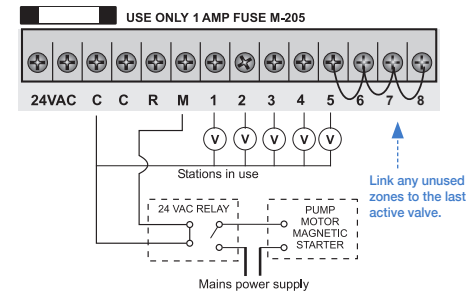 USE ONLY 1 AMP FUSE M-205
24VAC C C R M 1 2 3 4 5 6 7 8
V V V V V
Stations in use
Link any unused
zones to the last
active valve.
24 VAC RELAY
PUMP
MOTOR
MAGNETIC
STARTER
Mains power supply